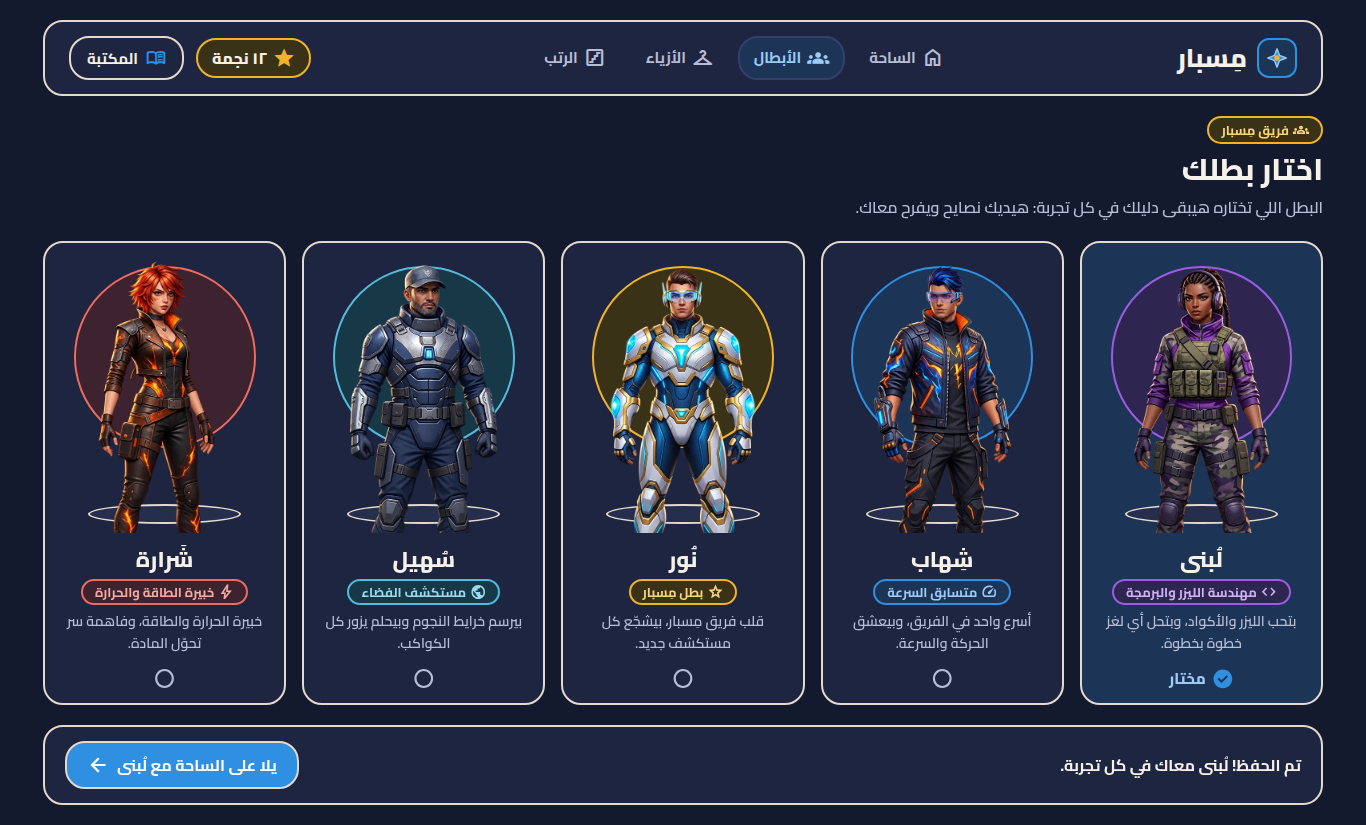 مِسبار
الساحة
الأبطال
الأزياء
الرتب
١٢ نجمة
المكتبة
فريق مِسبار
اختار بطلك
البطل اللي تختاره هيبقى دليلك في كل تجربة: هيديك نصايح ويفرح معاك.
لُبنى
مهندسة الليزر والبرمجة
بتحب الليزر والأكواد، وبتحل أي لغز
خطوة بخطوة.
مختار
شِهاب
متسابق السرعة
أسرع واحد في الفريق، وبيعشق
الحركة والسرعة.
نُور
بطل مِسبار
قلب فريق مِسبار، بيشجّع كل
مستكشف جديد.
سُهيل
مستكشف الفضاء
بيرسم خرايط النجوم وبيحلم يزور كل
الكواكب.
شَرارة
خبيرة الطاقة والحرارة
خبيرة الحرارة والطاقة، وفاهمة سر
تحوّل المادة.
تم الحفظ! لُبنى معاك في كل تجربة.
يلا على الساحة مع لُبنى